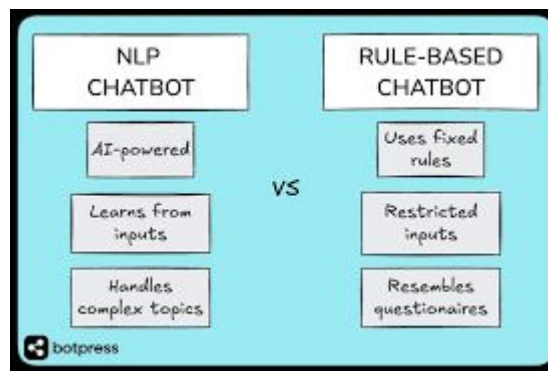 NLP
CHATBOT
AI-powered
Learns from
inputs
Handles
complex topics
VS
RULE-BASED
CHATBOT
Uses fixed
rules
Restricted
inputs
Resembles
questionaires
botpress